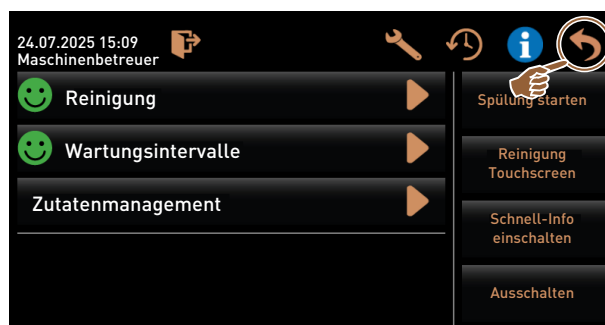 24.07.2025 15:09
Maschinenbetreuer
i
Reinigung
Wartungsintervalle
Zutatenmanagement
Spülung starten
Reinigung
Touchscreen
Schnell-Info
einschalten
Ausschalten